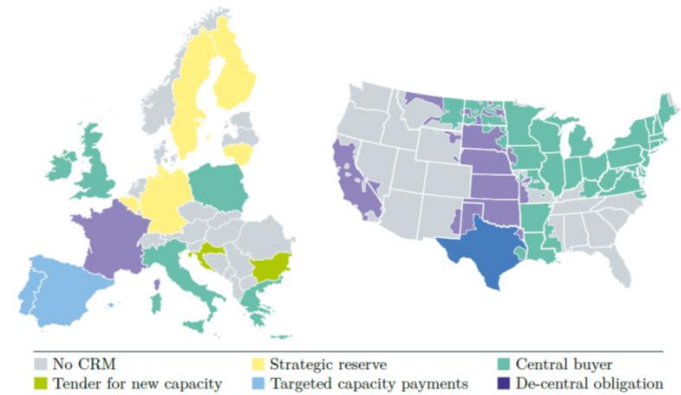 No CRM Strategic reserve Central buyer
Tender for new capacity Targeted capacity payments De-central obligation